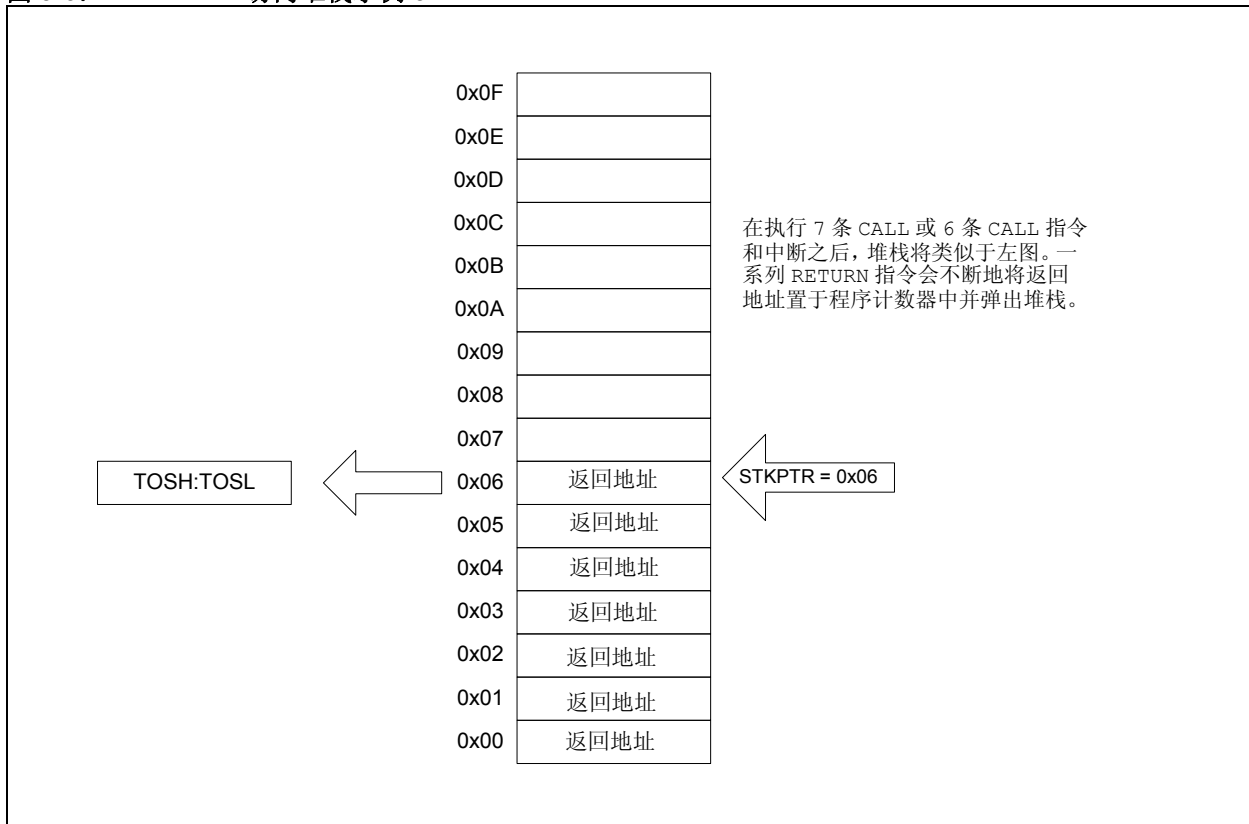 0x0F
0x0E
0x0D
0x0C
0x0B
0x0A
0x09
0x08
0x07
0x06
0x05
0x04
0x03
0x02
0x01
0x00
在执行 7 条 CALL 或 6 条 CALL 指令
和中断之后，堆栈将类似于左图。一
系列 RETURN 指令会不断地将返回
地址置于程序计数器中并弹出堆栈。
TOSH:TOSL
返回地址
STKPTR = 0x06
返回地址
返回地址
返回地址
返回地址
返回地址
返回地址